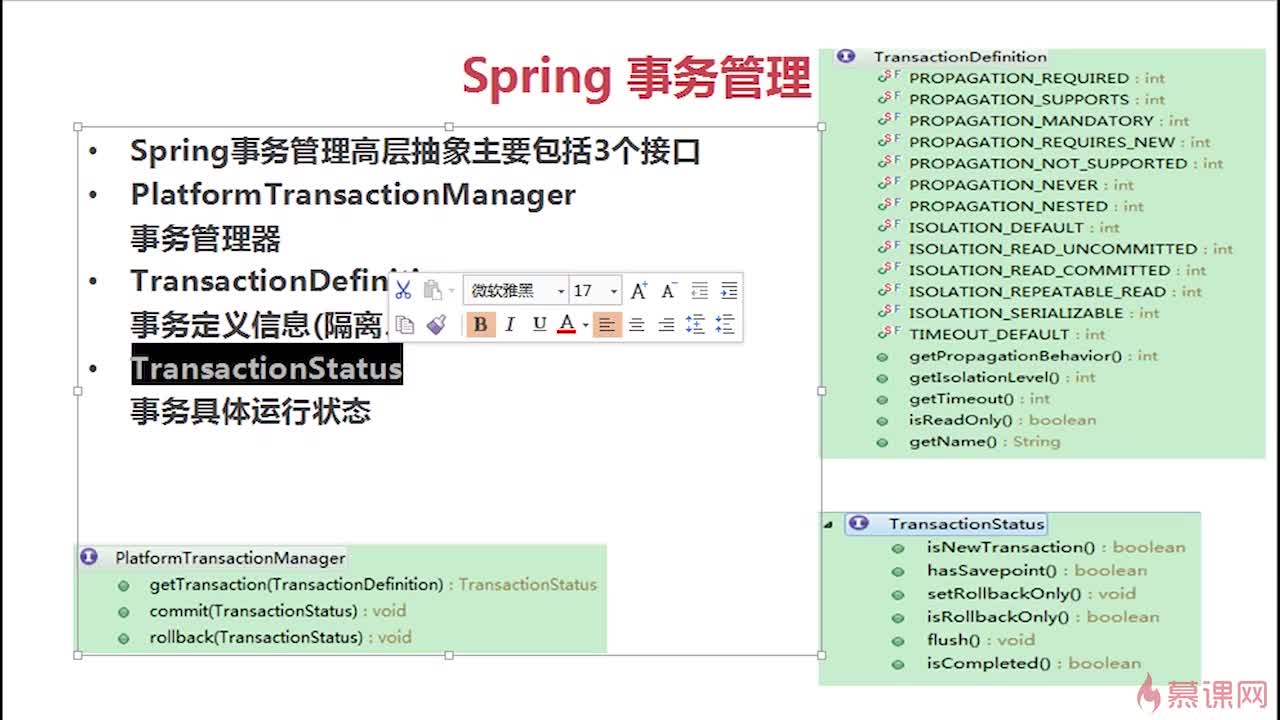 Spring 事务管理
Spring事务管理高层抽象主要包括3个接口
PlatformTransactionManager
事务管理器
TransactionDefiniti
事务定义信息(隔离
TransactionStatus
事务具体运行状态
微软雅黑 17 A A
B I U A
PlatformTransactionManager
getTransaction(TransactionDefinition) : TransactionStatus
commit(TransactionStatus) : void
rollback(TransactionStatus) : void
TransactionDefinition
PROPAGATION_REQUIRED : int
PROPAGATION_SUPPORTS : int
PROPAGATION_MANDATORY : int
PROPAGATION_REQUIRES_NEW : int
PROPAGATION_NOT_SUPPORTED : int
PROPAGATION_NEVER : int
PROPAGATION_NESTED : int
ISOLATION_DEFAULT : int
ISOLATION_READ_UNCOMMITTED : int
ISOLATION_READ_COMMITTED : int
ISOLATION_REPEATABLE_READ : int
ISOLATION_SERIALIZABLE : int
TIMEOUT_DEFAULT : int
getPropagationBehavior() : int
getIsolationLevel() : int
getTimeout() : int
isReadOnly() : boolean
getName() : String
TransactionStatus
isNewTransaction() : boolean
hasSavepoint() : boolean
setRollbackOnly() : void
isRollbackOnly() : boolean
flush() : void
isCompleted() : boolean
慕课网